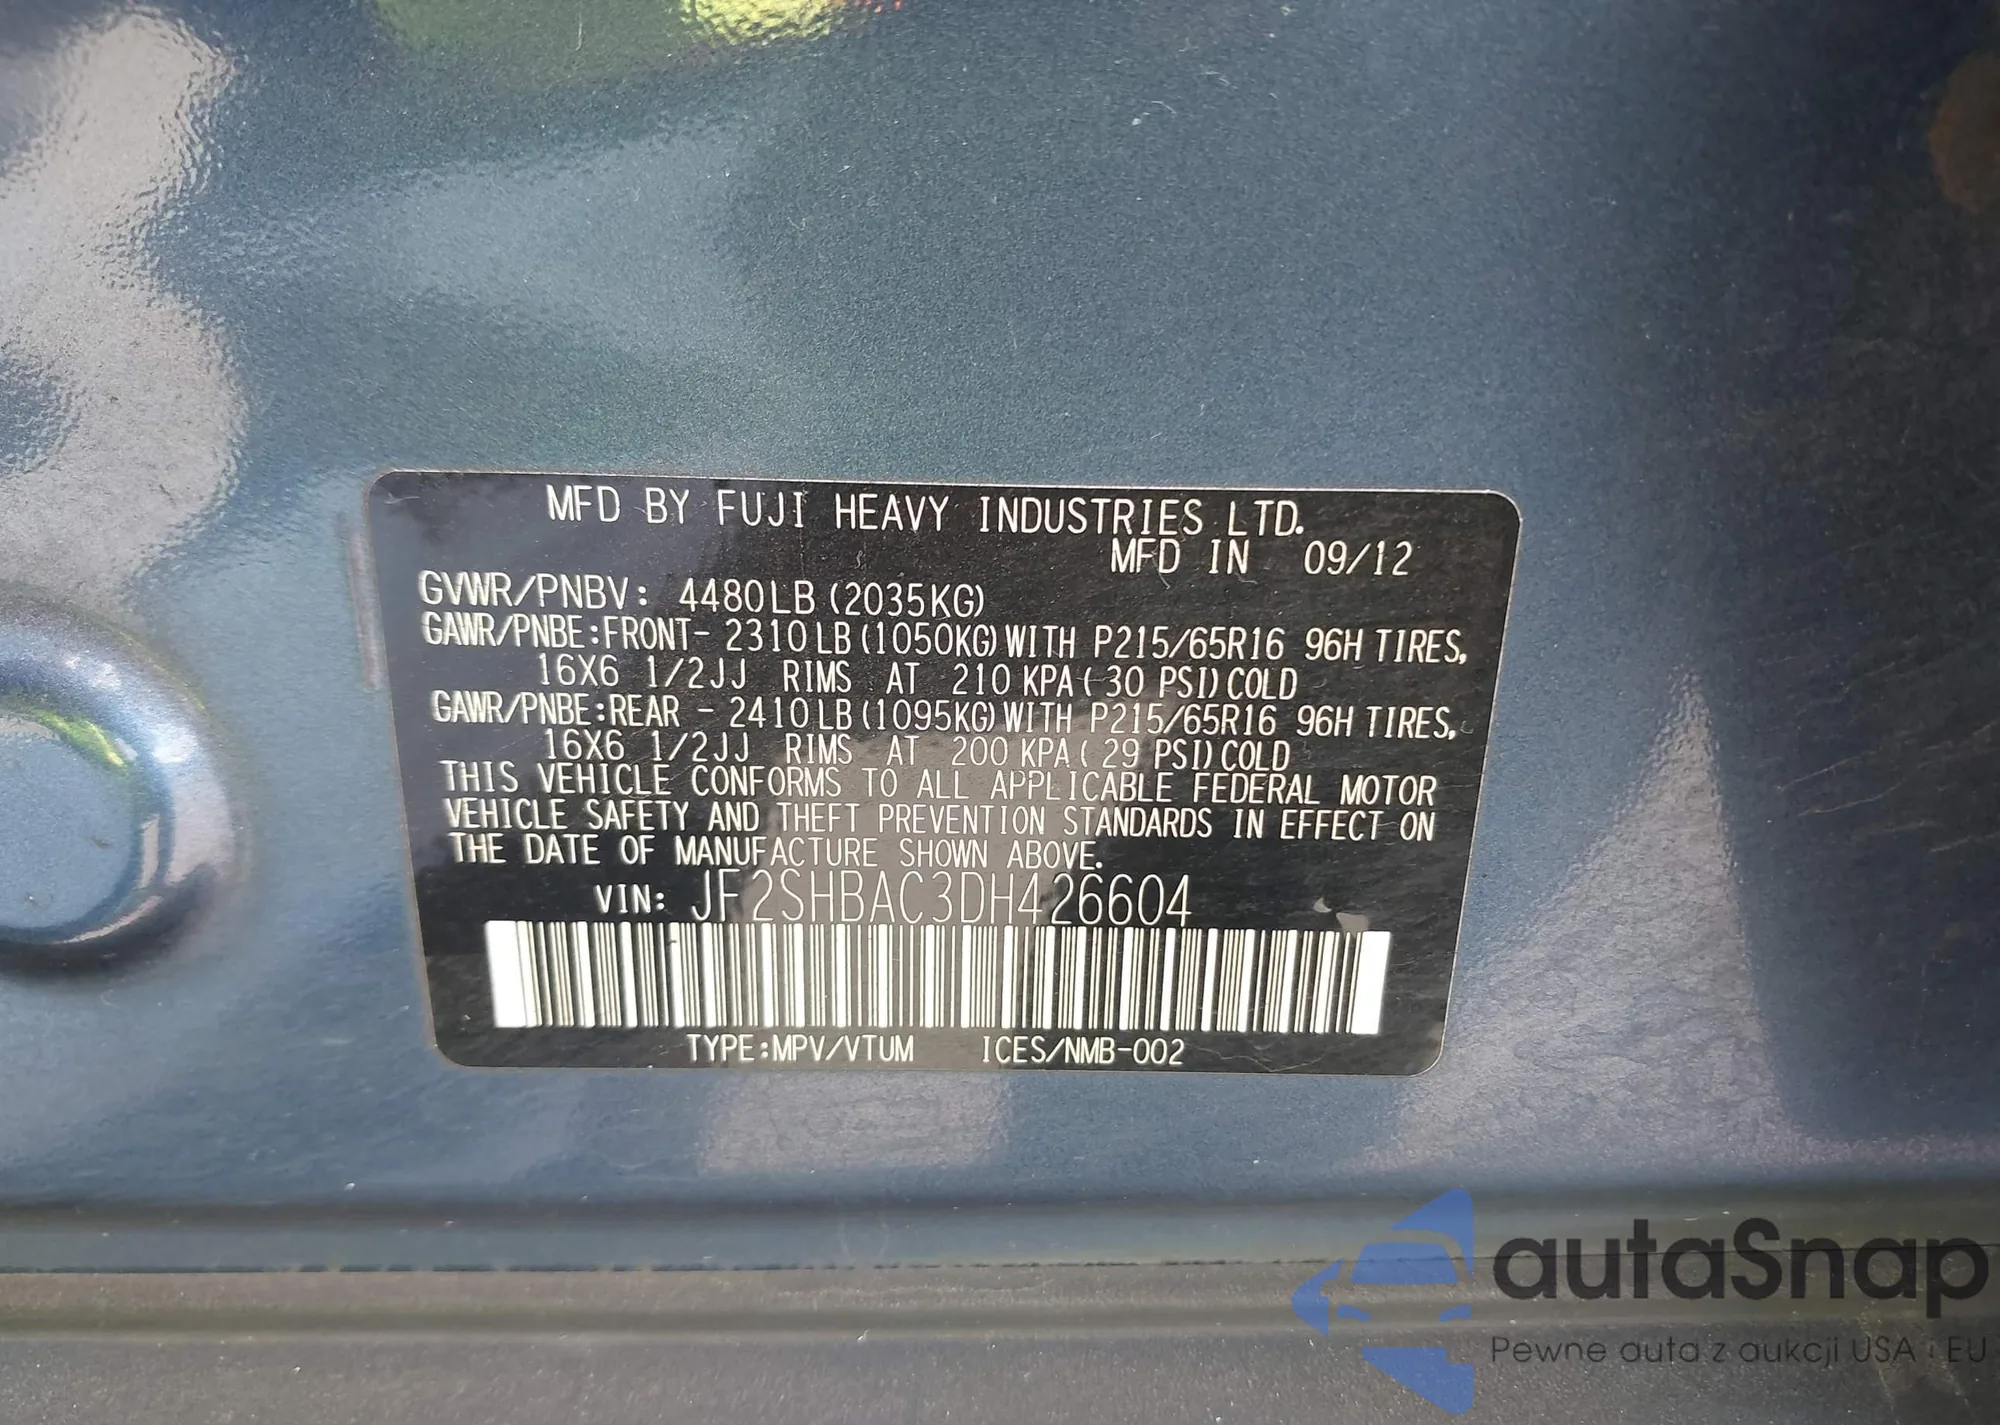 MFD BY FUJI HEAVY INDUSTRIES LTD.
MFD IN 09/12
GVWR/PNBV: 4480LB (2035KG)
GAWR/PNBE:FRONT- 2310LB (1050KG) WITH P215/65R16 96H TIRES,
16X6 1/2JJ RIMS AT 210 KPA ( 30 PSI) COLD
GAWR/PNBE:REAR - 2410LB (1095KG) WITH P215/65R16 96H TIRES,
16X6 1/2JJ RIMS AT 200 KPA ( 29 PSI) COLD
THIS VEHICLE CONFORMS TO ALL APPLICABLE FEDERAL MOTOR
VEHICLE SAFETY AND THEFT PREVENTION STANDARDS IN EFFECT ON
THE DATE OF MANUFACTURE SHOWN ABOVE.
VIN: JF2SHBAC3DH426604
TYPE:MPV/VTUM ICES/NMB-002
autaSnap
Pewne auta z aukcji USA i EU